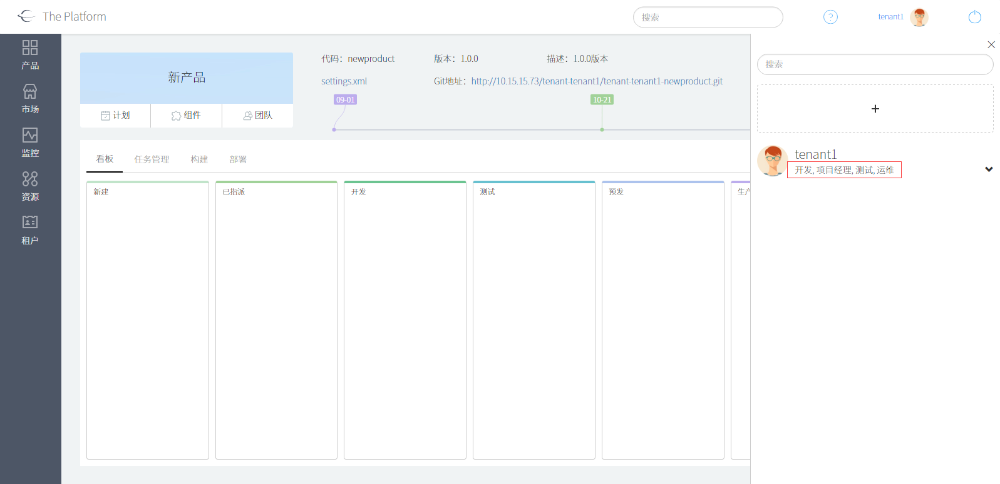 The Platform
搜索
?
tenant1
产品
市场
监控
资源
租户
新产品
计划
组件
团队
代码：newproduct
版本：1.0.0
描述：1.0.0版本
settings.xml
Git地址：http://10.15.15.73/tenant-tenant1/tenant-tenant1-newproduct.git
09-01
10-21
看板
任务管理
构建
部署
新建
已指派
开发
测试
预发
生产
搜索
+
tenant1
开发, 项目经理, 测试, 运维